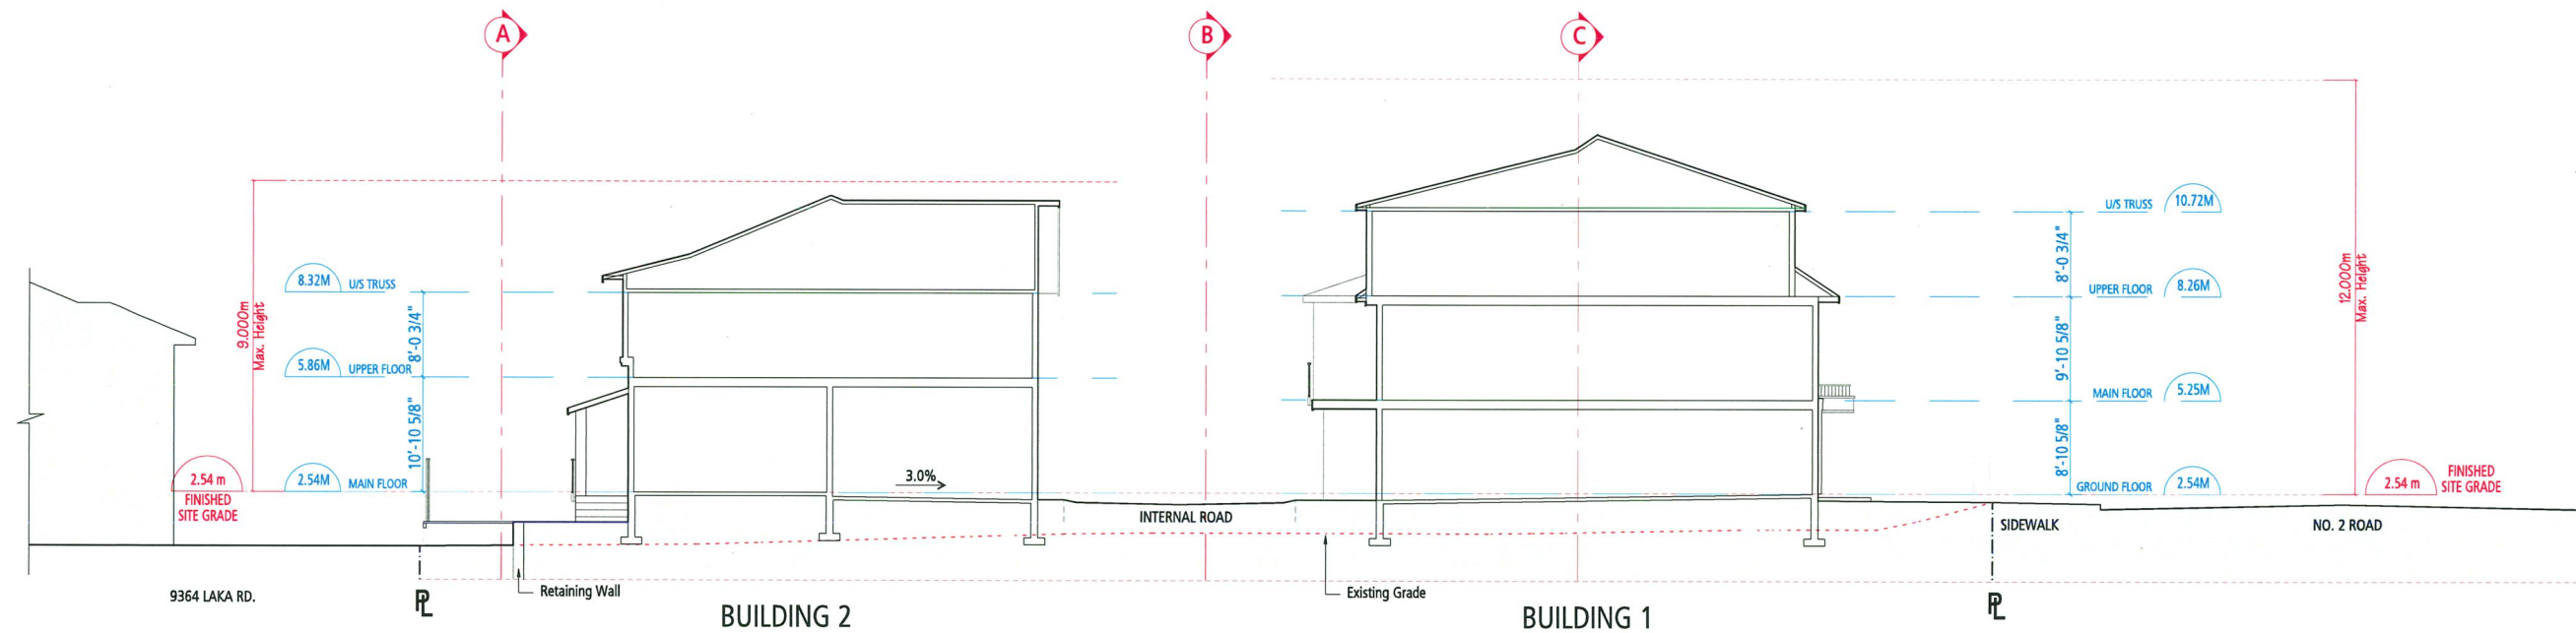 A
B
C
9.000m
Max. Height
8.32M U/S TRUSS
8'-0 3/4"
5.86M UPPER FLOOR
10'-10 5/8"
2.54M MAIN FLOOR
2.54 m
FINISHED
SITE GRADE
3.0%
INTERNAL ROAD
U/S TRUSS 10.72M
8'-0 3/4"
UPPER FLOOR 8.26M
9'-10 5/8"
MAIN FLOOR 5.25M
8'-10 5/8"
GROUND FLOOR 2.54M
12.000m
Max. Height
2.54 m
FINISHED
SITE GRADE
SIDEWALK
NO. 2 ROAD
9364 LAKA RD.
PL
Retaining Wall
BUILDING 2
Existing Grade
BUILDING 1
PL